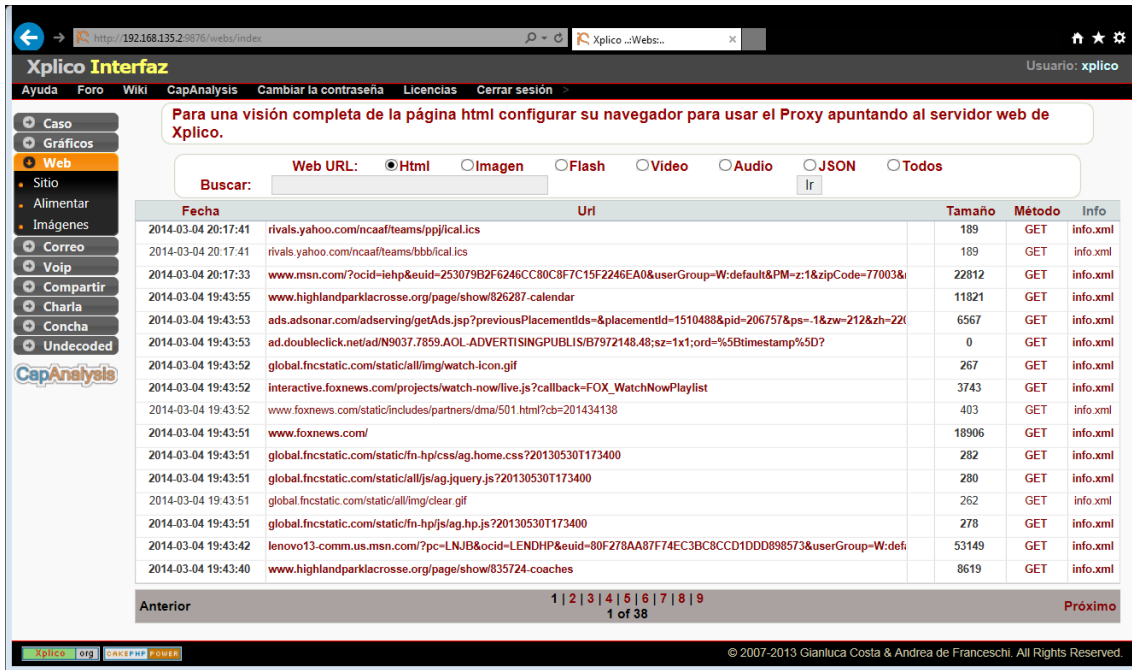 http://192.168.135.2:9876/webs/index
Xplico ..:Webs:..
Xplico Interfaz
Usuario: xplico
Ayuda Foro Wiki CapAnalysis Cambiar la contraseña Licencias Cerrar sesión >
Caso
Gráficos
Web
Sitio
Alimentar
Imágenes
Correo
Voip
Compartir
Charla
Concha
Undecoded
CapAnalysis
Para una visión completa de la página html configurar su navegador para usar el Proxy apuntando al servidor web de
Xplico.
Web URL: Html Imagen Flash Vídeo Audio JSON Todos
Buscar: Ir
Fecha Url Tamaño Método Info
2014-03-04 20:17:41 rivals.yahoo.com/ncaaf/teams/ppj/ical.ics 189 GET info.xml
2014-03-04 20:17:41 rivals.yahoo.com/ncaaf/teams/bbb/ical.ics 189 GET info.xml
2014-03-04 20:17:33 www.msn.com/?ocid=iehp&euid=253079B2F6246CC80C8F7C15F2246EA0&userGroup=W:default&PM=z:1&zipCode=77003& 22812 GET info.xml
2014-03-04 19:43:55 www.highlandparklacrosse.org/page/show/826287-calendar 11821 GET info.xml
2014-03-04 19:43:53 ads.adsonar.com/adserving/getAds.jsp?previousPlacementIds=&placementId=1510488&pid=206757&ps=-1&zw=212&zh=220 6567 GET info.xml
2014-03-04 19:43:53 ad.doubleclick.net/ad/N9037.7859.AOL-ADVERTISINGPUBLIS/B7972148.48;sz=1x1;ord=%5Btimestamp%5D? 0 GET info.xml
2014-03-04 19:43:52 global.fncstatic.com/static/all/img/watch-icon.gif 267 GET info.xml
2014-03-04 19:43:52 interactive.foxnews.com/projects/watch-now/live.js?callback=FOX_WatchNowPlaylist 3743 GET info.xml
2014-03-04 19:43:52 www.foxnews.com/static/includes/partners/dma/501.html?cb=201434138 403 GET info.xml
2014-03-04 19:43:51 www.foxnews.com/ 18906 GET info.xml
2014-03-04 19:43:51 global.fncstatic.com/static/fn-hp/css/ag.home.css?20130530T173400 282 GET info.xml
2014-03-04 19:43:51 global.fncstatic.com/static/all/js/ag.jquery.js?20130530T173400 280 GET info.xml
2014-03-04 19:43:51 global.fncstatic.com/static/all/img/clear.gif 262 GET info.xml
2014-03-04 19:43:51 global.fncstatic.com/static/fn-hp/js/ag.hp.js?20130530T173400 278 GET info.xml
2014-03-04 19:43:42 lenovo13-comm.us.msn.com/?pc=LNJB&ocid=LENDHP&euid=80F278AA87F74EC3BC8CCD1DDD898573&userGroup=W:defa 53149 GET info.xml
2014-03-04 19:43:40 www.highlandparklacrosse.org/page/show/835724-coaches 8619 GET info.xml
Anterior 1 | 2 | 3 | 4 | 5 | 6 | 7 | 8 | 9 Próximo
1 of 38
Xplico org CAKEPHP POWER
© 2007-2013 Gianluca Costa & Andrea de Franceschi. All Rights Reserved.